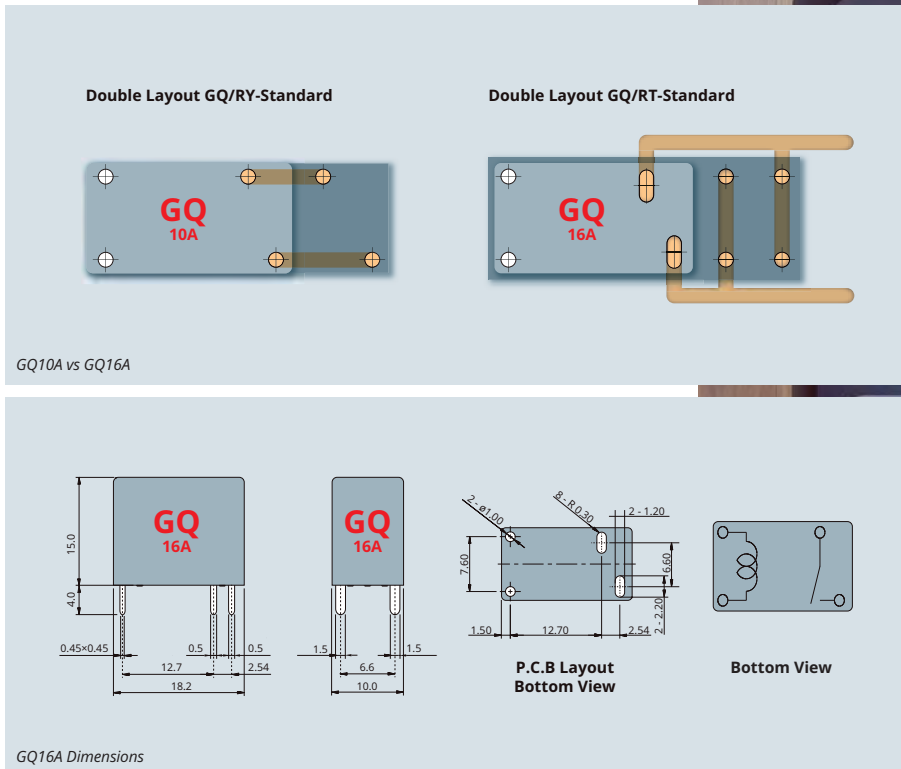 Double Layout GQ/RY-Standard
Double Layout GQ/RT-Standard
GQ
10A
GQ
16A
GQ10A vs GQ16A
15.0
4.0
GQ
16A
0.45×0.45
0.5
0.5
12.7
2.54
18.2
GQ
16A
1.5
1.5
6.6
10.0
2 - ø1.00
8 - R 0.30
2 - 1.20
7.60
6.60
2 - 2.20
1.50
12.70
2.54
P.C.B Layout
Bottom View
Bottom View
GQ16A Dimensions